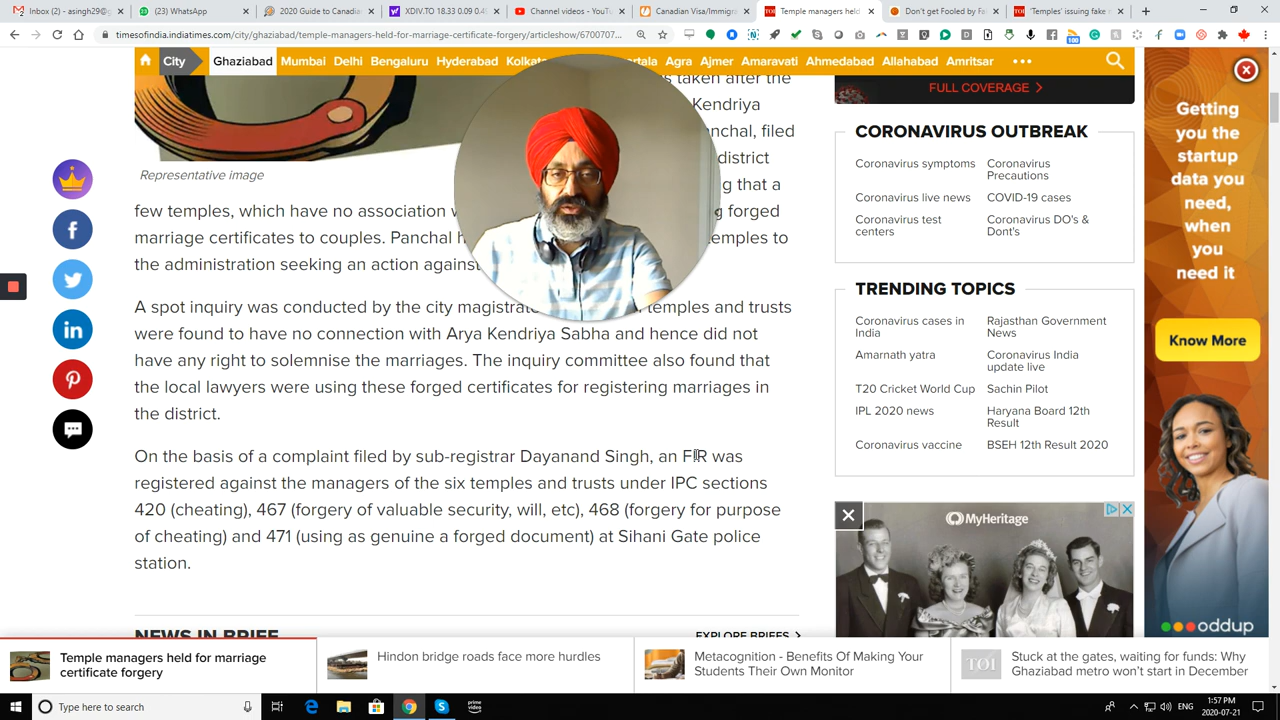 Inbox (2) - asingh29@g
(23) WhatsApp
2020 Guide to Canadian
XDIV.TO 18.33 0.09 0.4
Channel videos - YouTu
Canadian Visa/Immigra
Temple managers held
Don't get Fooled by Fa
'Temples' issuing fake m
timesofindia.indiatimes.com/city/ghaziabad/temple-managers-held-for-marriage-certificate-forgery/articleshow/6700707
100
City
Ghaziabad Mumbai Delhi Bengaluru Hyderabad Kolkat rtala Agra Ajmer Amaravati Ahmedabad Allahabad Amritsar
s taken after the
Kendriya
nchal, filed
Representative image district
g that a
few temples, which have no association g forged
marriage certificates to couples. Panchal h emples to
the administration seeking an action agains
A spot inquiry was conducted by the city magistrat temples and trusts
were found to have no connection with Arya Kendriya Sabha and hence did not
have any right to solemnise the marriages. The inquiry committee also found that
the local lawyers were using these forged certificates for registering marriages in
the district.
On the basis of a complaint filed by sub-registrar Dayanand Singh, an FIR was
registered against the managers of the six temples and trusts under IPC sections
420 (cheating), 467 (forgery of valuable security, will, etc), 468 (forgery for purpose
of cheating) and 471 (using as genuine a forged document) at Sihani Gate police
station.
NEWS IN BRIEF
EXPLORE BRIEFS
FULL COVERAGE
CORONAVIRUS OUTBREAK
Coronavirus symptoms
Coronavirus
Precautions
Coronavirus live news
COVID-19 cases
Coronavirus test
centers
Coronavirus DO's &
Dont's
TRENDING TOPICS
Coronavirus cases in
India
Rajasthan Government
News
Amarnath yatra
Coronavirus India
update live
T20 Cricket World Cup
Sachin Pilot
IPL 2020 news
Haryana Board 12th
Result
Coronavirus vaccine
BSEH 12th Result 2020
MyHeritage
Getting
you the
startup
data you
need,
when
you
need it
Know More
oddup
Temple managers held for marriage
certificate forgery
Hindon bridge roads face more hurdles
Metacognition - Benefits Of Making Your
Students Their Own Monitor
TOI
Stuck at the gates, waiting for funds: Why
Ghaziabad metro won't start in December
Type here to search
prime
video
ENG
1:57 PM
2020-07-21